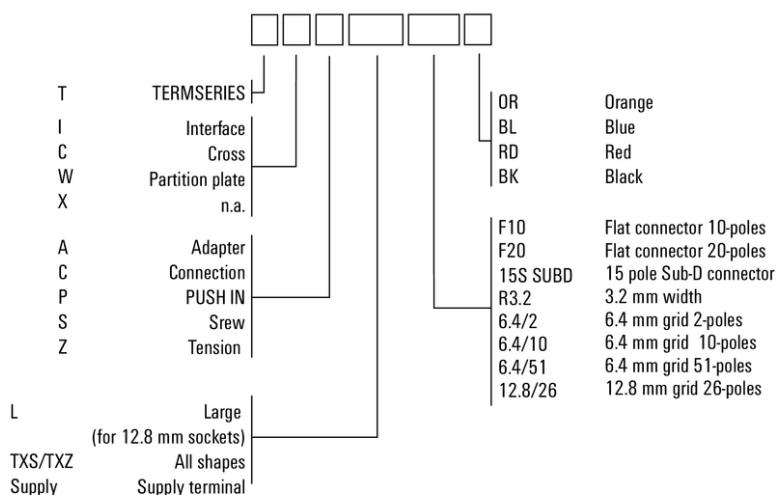 T TERMSERIES
I Interface
C Cross
W Partition plate
X n.a.
A Adapter
C Connection
P PUSH IN
S Srew
Z Tension
L Large
(for 12.8 mm sockets)
TXS/TXZ All shapes
Supply Supply terminal
OR Orange
BL Blue
RD Red
BK Black
F10 Flat connector 10-poles
F20 Flat connector 20-poles
15S SUBD 15 pole Sub-D connector
R3.2 3.2 mm width
6.4/2 6.4 mm grid 2-poles
6.4/10 6.4 mm grid 10-poles
6.4/51 6.4 mm grid 51-poles
12.8/26 12.8 mm grid 26-poles